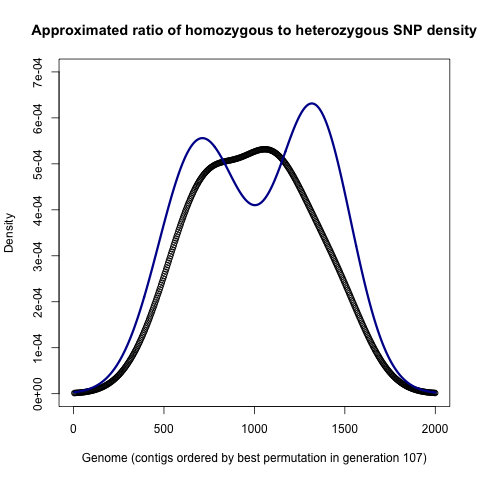 Approximated ratio of homozygous to heterozygous SNP density
7e-04
6e-04
5e-04
4e-04
3e-04
2e-04
1e-04
0e+00
Density
0 500 1000 1500 2000
Genome (contigs ordered by best permutation in generation 107)